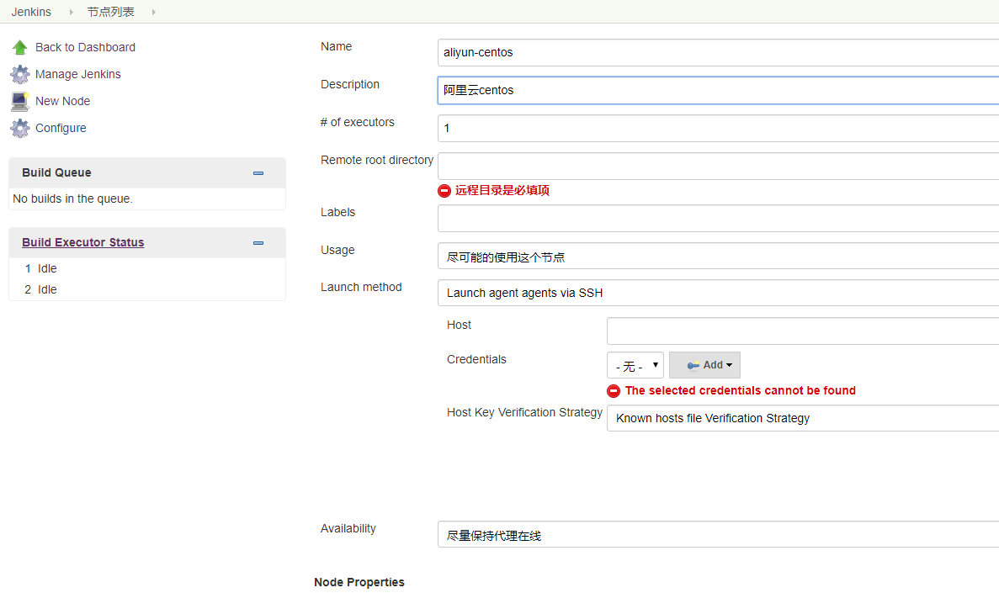 Jenkins 节点列表
Back to Dashboard
Manage Jenkins
New Node
Configure
Build Queue
No builds in the queue.
Build Executor Status
1 Idle
2 Idle
Name aliyun-centos
Description 阿里云centos
# of executors 1
Remote root directory
远程目录是必填项
Labels
Usage 尽可能的使用这个节点
Launch method Launch agent agents via SSH
Host
Credentials - 无 - Add
The selected credentials cannot be found
Host Key Verification Strategy Known hosts file Verification Strategy
Availability 尽量保持代理在线
Node Properties